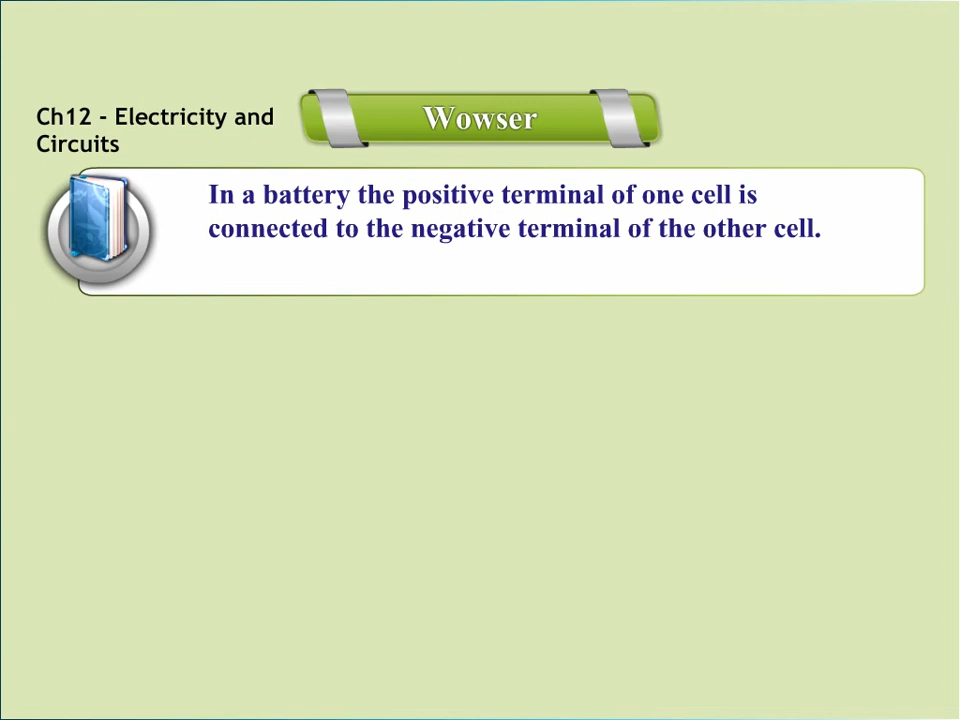 Ch12 - Electricity and
Circuits
Wowser
In a battery the positive terminal of one cell is
connected to the negative terminal of the other cell.